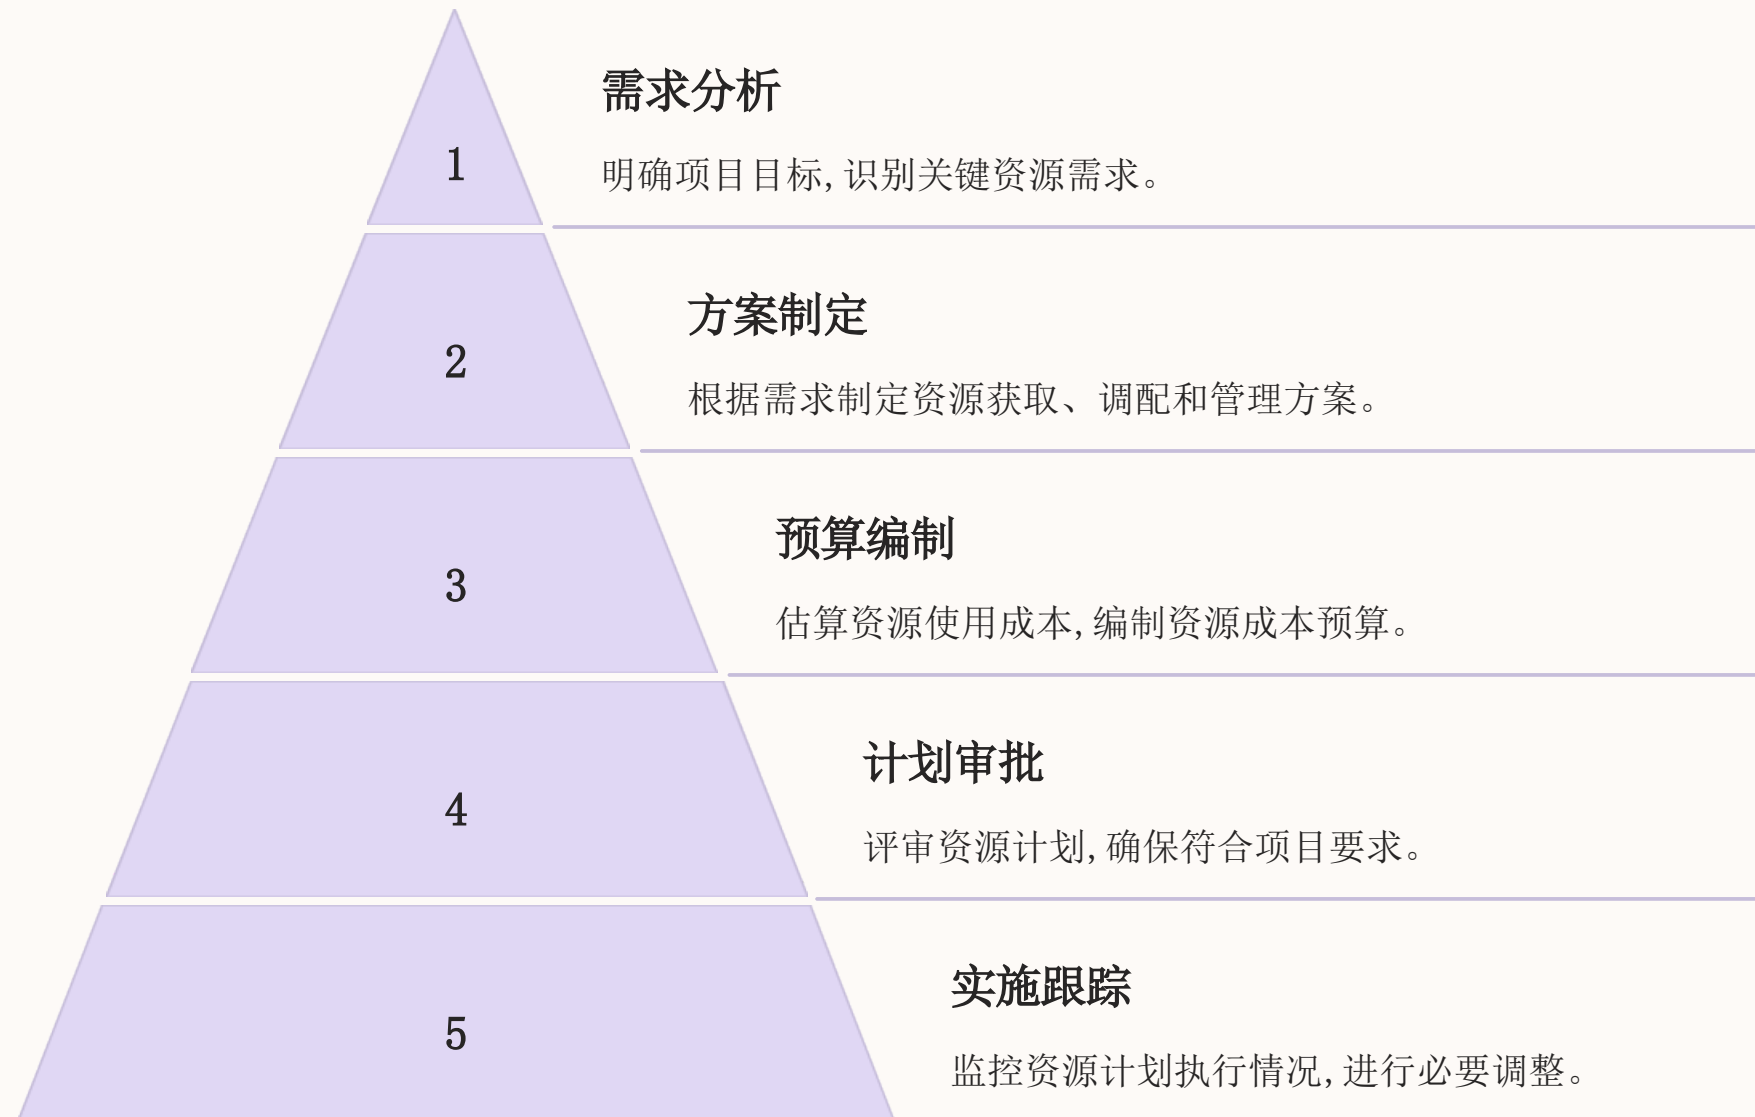 需求分析
1
明确项目目标,识别关键资源需求。
方案制定
2
根据需求制定资源获取、调配和管理方案。
预算编制
3
估算资源使用成本,编制资源成本预算。
计划审批
4
评审资源计划,确保符合项目要求。
实施跟踪
5
监控资源计划执行情况,进行必要调整。